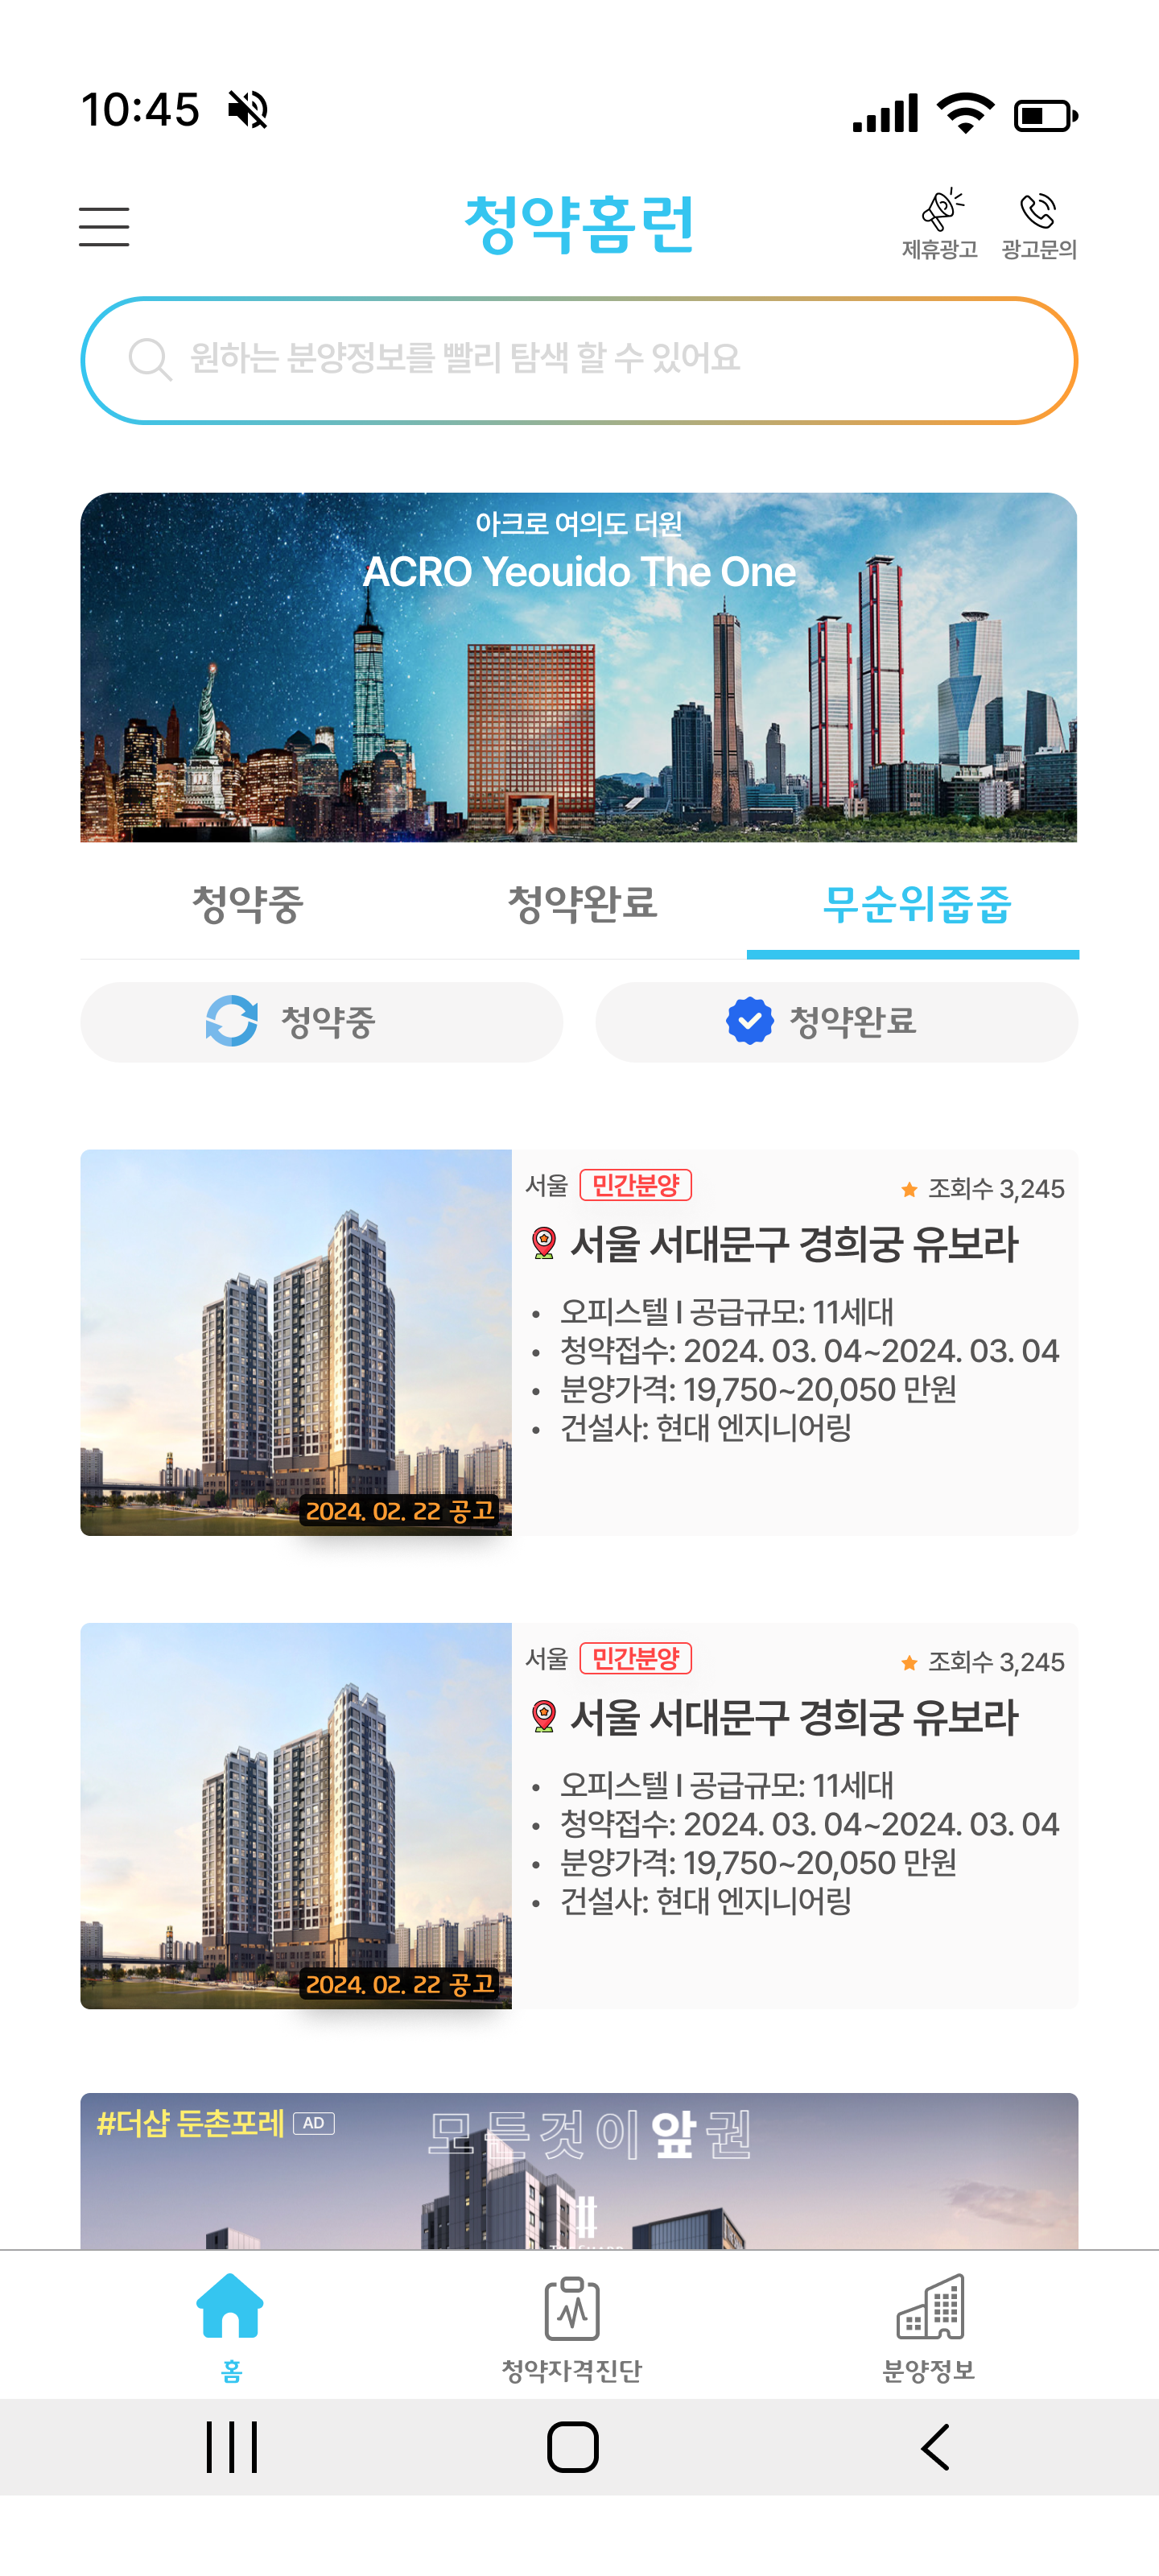 10:45
청약홈런
제휴광고
광고문의
원하는 분양정보를 빨리 탐색 할 수 있어요
아크로 여의도 더원
ACRO Yeouido The One
청약중
청약완료
무순위줍줍
청약중
청약완료
서울
민간분양
조회수 3,245
서울 서대문구 경희궁 유보라
• 오피스텔 I 공급규모: 11세대
• 청약접수: 2024. 03. 04~2024. 03. 04
• 분양가격: 19,750~20,050 만원
• 건설사: 현대 엔지니어링
2024. 02. 22 공고
서울
민간분양
조회수 3,245
서울 서대문구 경희궁 유보라
• 오피스텔 I 공급규모: 11세대
• 청약접수: 2024. 03. 04~2024. 03. 04
• 분양가격: 19,750~20,050 만원
• 건설사: 현대 엔지니어링
2024. 02. 22 공고
#더샵 둔촌포레 AD
모든것이앞권
홈
청약자격진단
분양정보